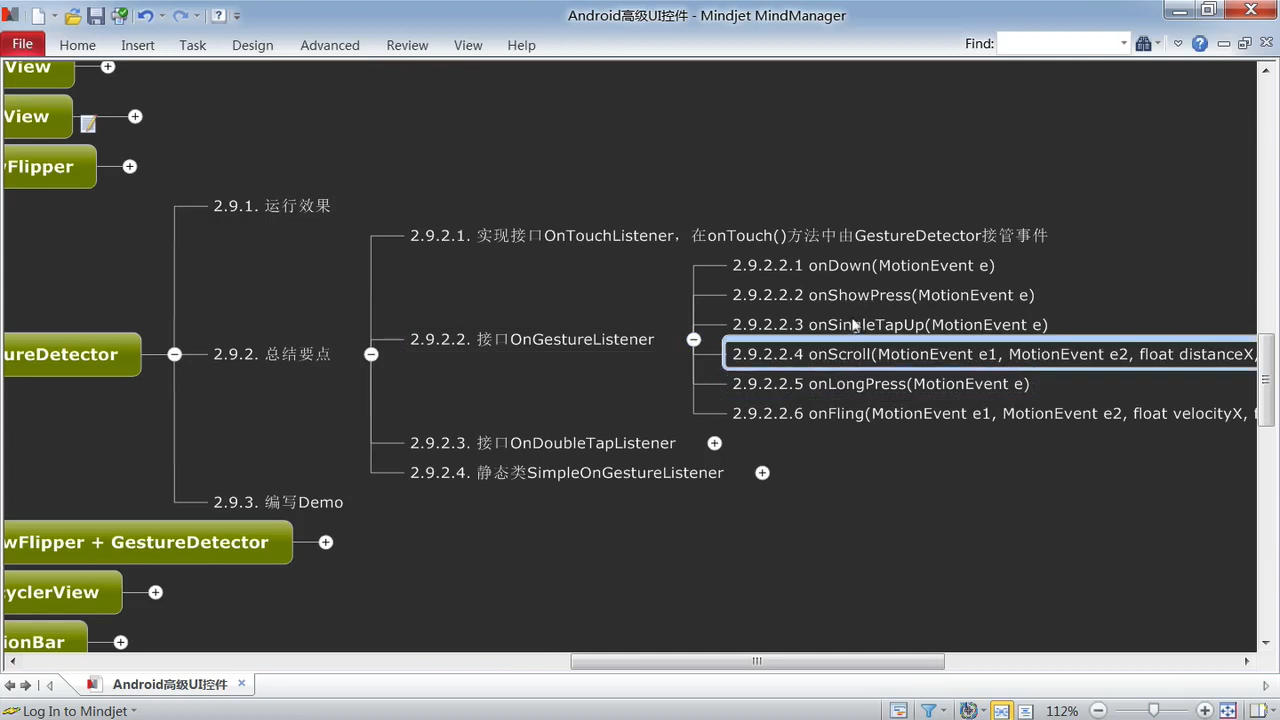 Android高级UI控件 - Mindjet MindManager
File Home Insert Task Design Advanced Review View Help Find:
View
View
Flipper
2.9.1. 运行效果
2.9.2.1. 实现接口OnTouchListener，在onTouch()方法中由GestureDetector接管事件
2.9.2.2.1 onDown(MotionEvent e)
2.9.2.2.2 onShowPress(MotionEvent e)
2.9.2.2.3 onSingleTapUp(MotionEvent e)
2.9.2.2. 接口OnGestureListener
ureDetector
2.9.2. 总结要点
2.9.2.2.4 onScroll(MotionEvent e1, MotionEvent e2, float distanceX,
2.9.2.2.5 onLongPress(MotionEvent e)
2.9.2.2.6 onFling(MotionEvent e1, MotionEvent e2, float velocityX, f
2.9.2.3. 接口OnDoubleTapListener
2.9.2.4. 静态类SimpleOnGestureListener
2.9.3. 编写Demo
wFlipper + GestureDetector
cyclerView
ionBar
Android高级UI控件
Log In to Mindjet
112%